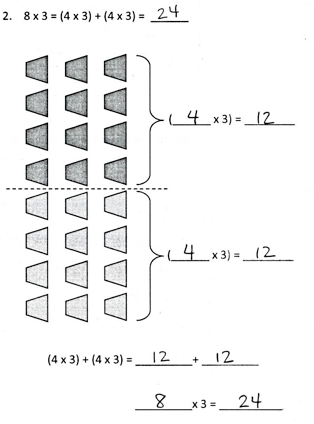 2. 8 x 3 = (4 x 3) + (4 x 3) = 24
( 4 x 3) = 12
( 4 x 3) = 12
(4 x 3) + (4 x 3) = 12 + 12
8 x 3 = 24